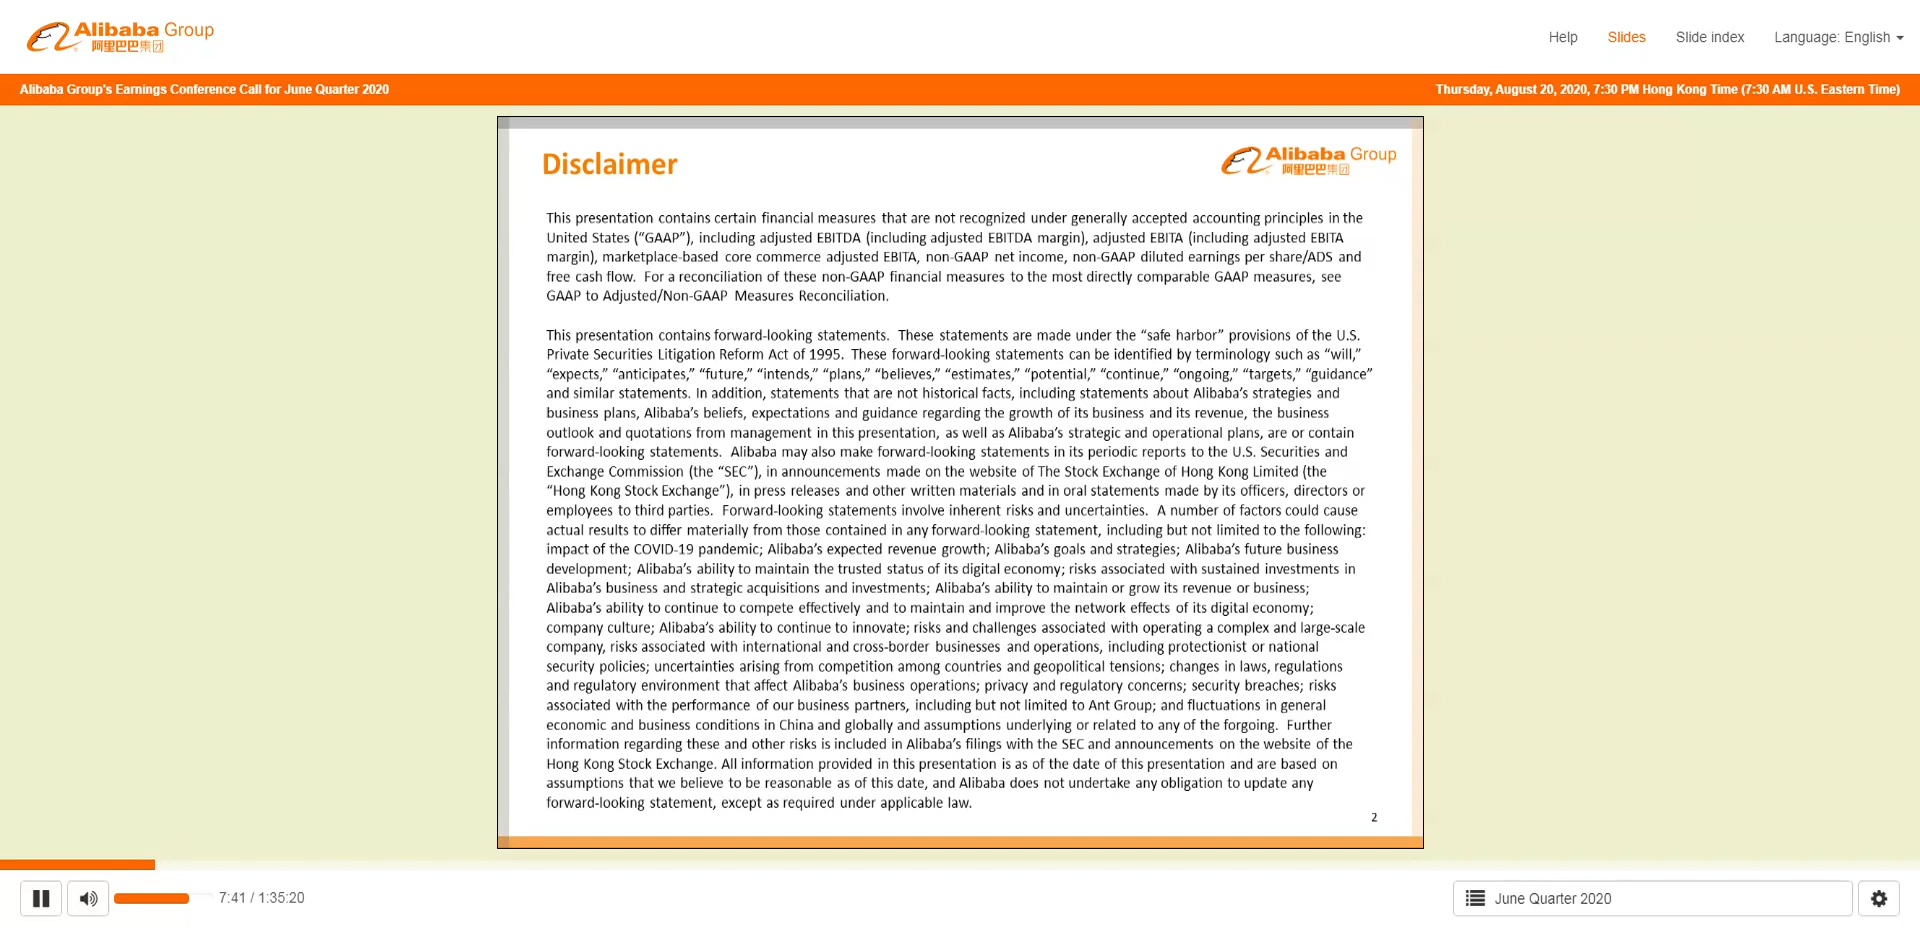 Alibaba Group
阿里巴巴集团
Help Slides Slide index Language: English
Alibaba Group's Earnings Conference Call for June Quarter 2020 Thursday, August 20, 2020, 7:30 PM Hong Kong Time (7:30 AM U.S. Eastern Time)
Disclaimer
Alibaba Group
阿里巴巴集团
This presentation contains certain financial measures that are not recognized under generally accepted accounting principles in the
United States (“GAAP”), including adjusted EBITDA (including adjusted EBITDA margin), adjusted EBITA (including adjusted EBITA
margin), marketplace-based core commerce adjusted EBITA, non-GAAP net income, non-GAAP diluted earnings per share/ADS and
free cash flow. For a reconciliation of these non-GAAP financial measures to the most directly comparable GAAP measures, see
GAAP to Adjusted/Non-GAAP Measures Reconciliation.
This presentation contains forward-looking statements. These statements are made under the “safe harbor” provisions of the U.S.
Private Securities Litigation Reform Act of 1995. These forward-looking statements can be identified by terminology such as “will,”
“expects,” “anticipates,” “future,” “intends,” “plans,” “believes,” “estimates,” “potential,” “continue,” “ongoing,” “targets,” “guidance”
and similar statements. In addition, statements that are not historical facts, including statements about Alibaba’s strategies and
business plans, Alibaba’s beliefs, expectations and guidance regarding the growth of its business and its revenue, the business
outlook and quotations from management in this presentation, as well as Alibaba’s strategic and operational plans, are or contain
forward-looking statements. Alibaba may also make forward-looking statements in its periodic reports to the U.S. Securities and
Exchange Commission (the “SEC”), in announcements made on the website of The Stock Exchange of Hong Kong Limited (the
“Hong Kong Stock Exchange”), in press releases and other written materials and in oral statements made by its officers, directors or
employees to third parties. Forward-looking statements involve inherent risks and uncertainties. A number of factors could cause
actual results to differ materially from those contained in any forward-looking statement, including but not limited to the following:
impact of the COVID-19 pandemic; Alibaba’s expected revenue growth; Alibaba’s goals and strategies; Alibaba’s future business
development; Alibaba’s ability to maintain the trusted status of its digital economy; risks associated with sustained investments in
Alibaba’s business and strategic acquisitions and investments; Alibaba’s ability to maintain or grow its revenue or business;
Alibaba’s ability to continue to compete effectively and to maintain and improve the network effects of its digital economy;
company culture; Alibaba’s ability to continue to innovate; risks and challenges associated with operating a complex and large-scale
company, risks associated with international and cross-border businesses and operations, including protectionist or national
security policies; uncertainties arising from competition among countries and geopolitical tensions; changes in laws, regulations
and regulatory environment that affect Alibaba’s business operations; privacy and regulatory concerns; security breaches; risks
associated with the performance of our business partners, including but not limited to Ant Group; and fluctuations in general
economic and business conditions in China and globally and assumptions underlying or related to any of the forgoing. Further
information regarding these and other risks is included in Alibaba’s filings with the SEC and announcements on the website of the
Hong Kong Stock Exchange. All information provided in this presentation is as of the date of this presentation and are based on
assumptions that we believe to be reasonable as of this date, and Alibaba does not undertake any obligation to update any
forward-looking statement, except as required under applicable law.
2
7:41 / 1:35:20 June Quarter 2020